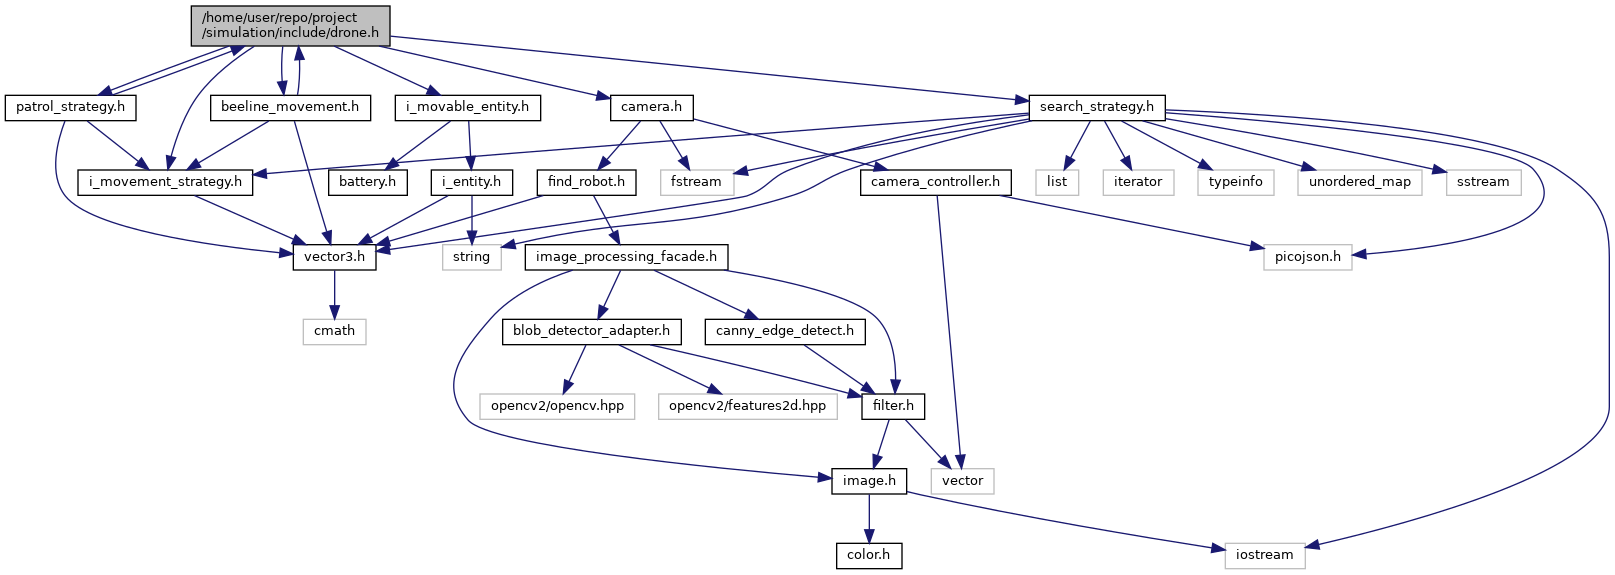 /home/user/repo/project
/simulation/include/drone.h
patrol_strategy.h
beeline_movement.h
i_movable_entity.h
camera.h
search_strategy.h
i_movement_strategy.h
battery.h
i_entity.h
find_robot.h
fstream
camera_controller.h
list
iterator
typeinfo
unordered_map
sstream
vector3.h
string
image_processing_facade.h
picojson.h
cmath
blob_detector_adapter.h
canny_edge_detect.h
opencv2/opencv.hpp
opencv2/features2d.hpp
filter.h
image.h
vector
color.h
iostream